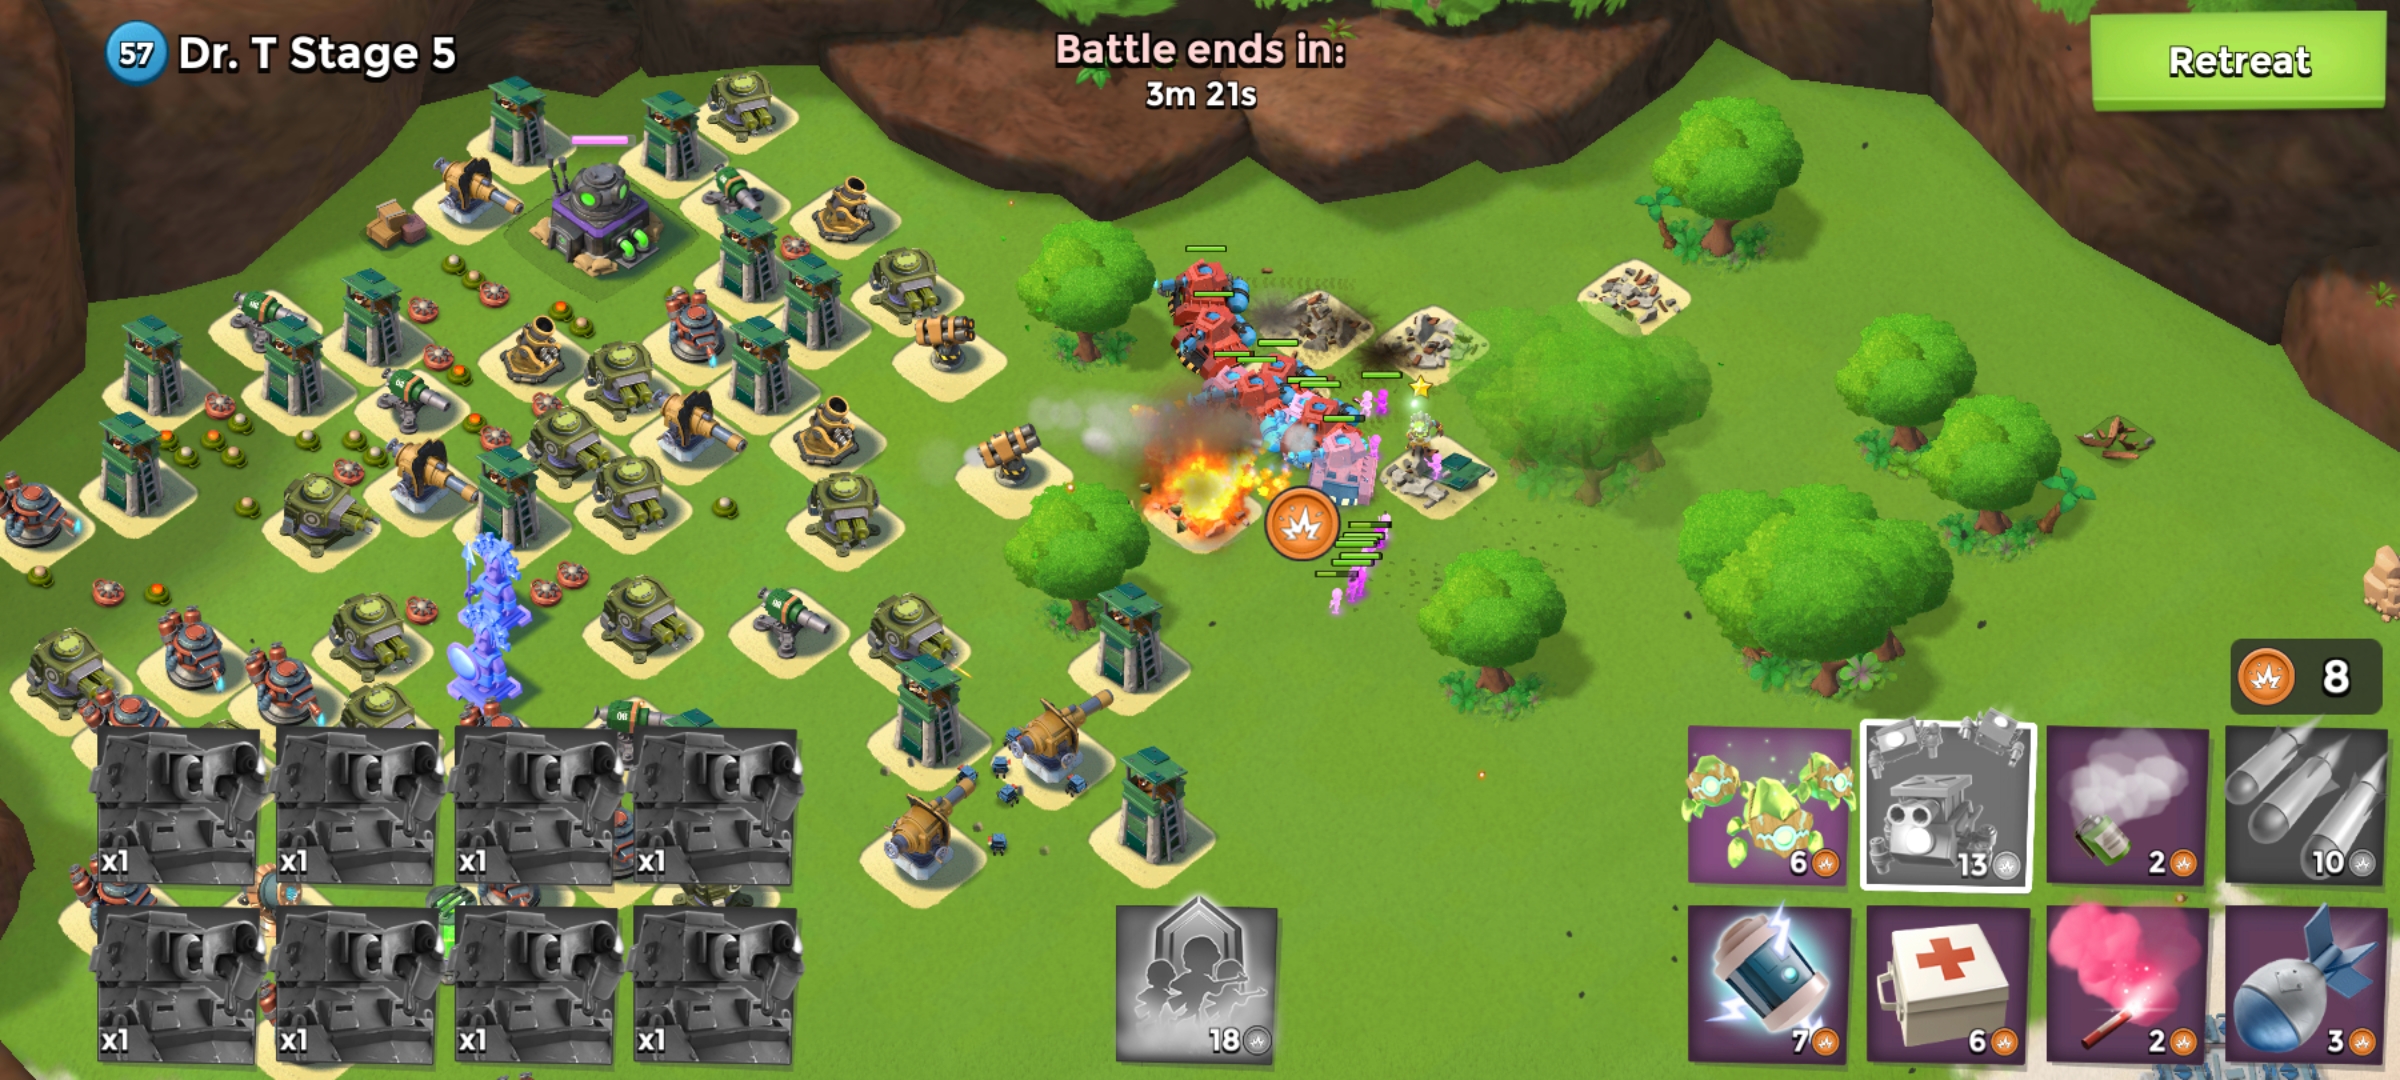 57 Dr. T Stage 5
Battle ends in:
3m 21s
Retreat
8
6
13
2
10
x1
x1
x1
x1
7
6
2
3
18
x1
x1
x1
x1